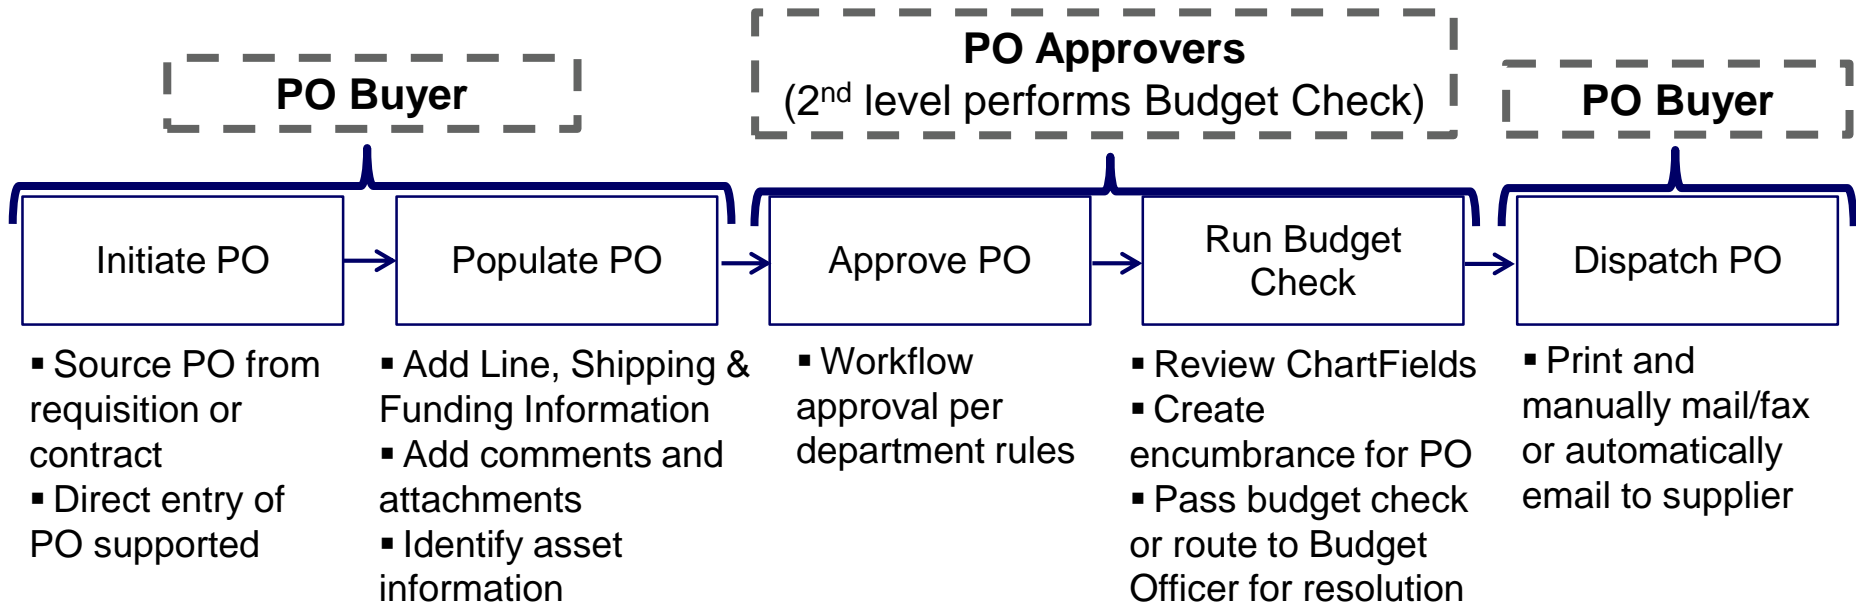 PO Buyer
PO Approvers
(2nd level performs Budget Check)
PO Buyer
Initiate PO
Populate PO
Approve PO
Run Budget
Check
Dispatch PO
▪ Source PO from
requisition or
contract
▪ Direct entry of
PO supported
▪ Add Line, Shipping &
Funding Information
▪ Add comments and
attachments
▪ Identify asset
information
▪ Workflow
approval per
department rules
▪ Review ChartFields
▪ Create
encumbrance for PO
▪ Pass budget check
or route to Budget
Officer for resolution
▪ Print and
manually mail/fax
or automatically
email to supplier